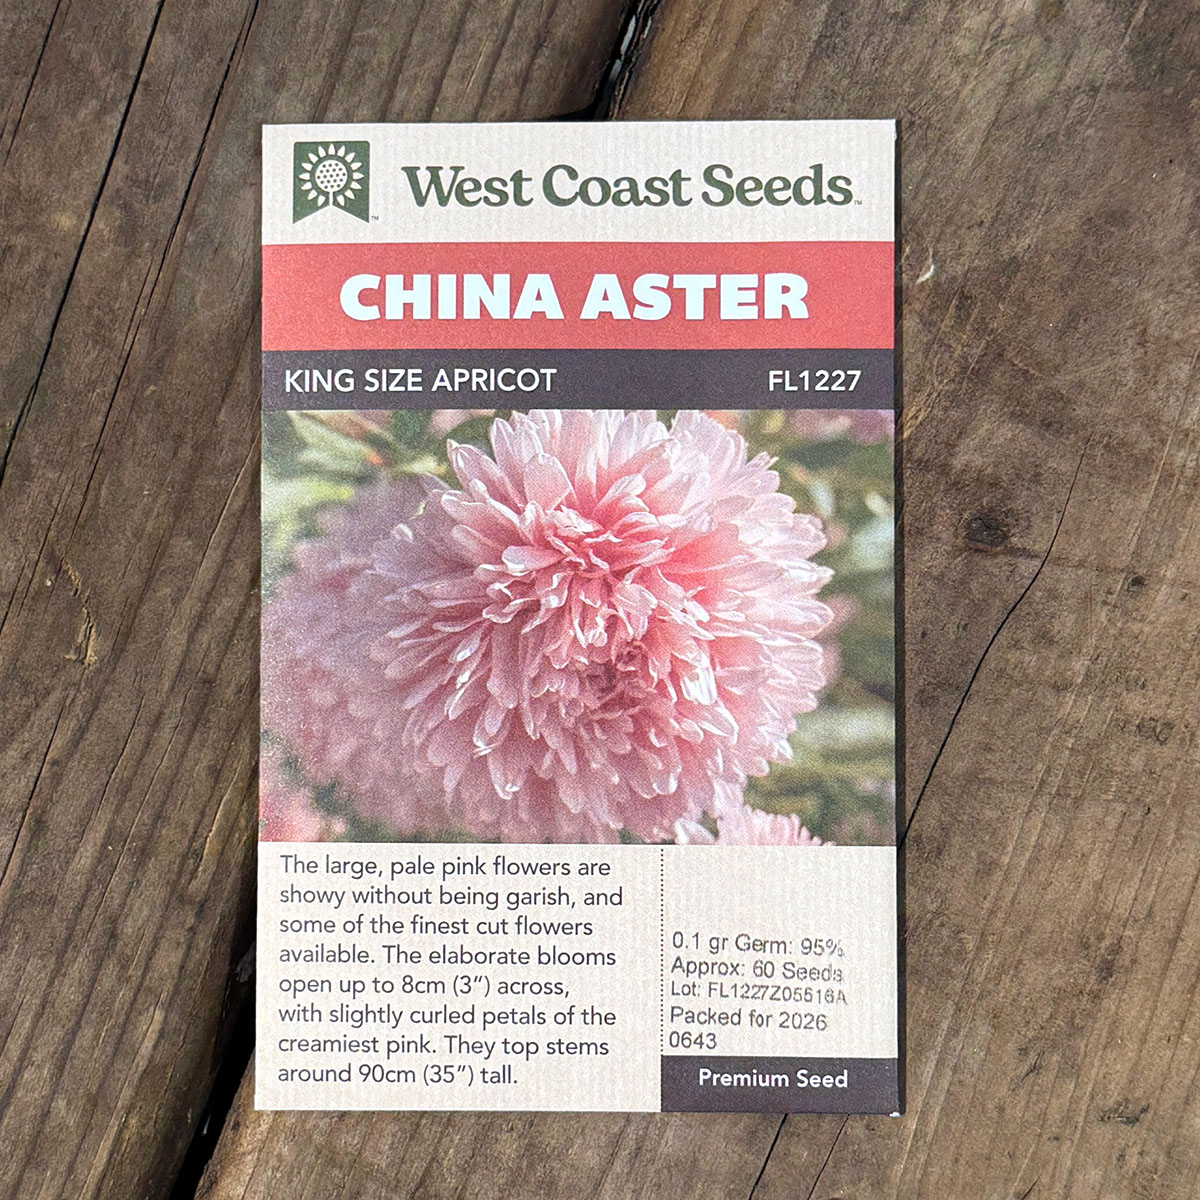 West Coast Seeds™
CHINA ASTER
KING SIZE APRICOT FL1227
The large, pale pink flowers are
showy without being garish, and
some of the finest cut flowers
available. The elaborate blooms
open up to 8cm (3”) across,
with slightly curled petals of the
creamiest pink. They top stems
around 90cm (35”) tall.
0.1 gr Germ: 95%
Approx: 60 Seeds
Lot: FL1227Z05516A
Packed for 2026
0643
Premium Seed